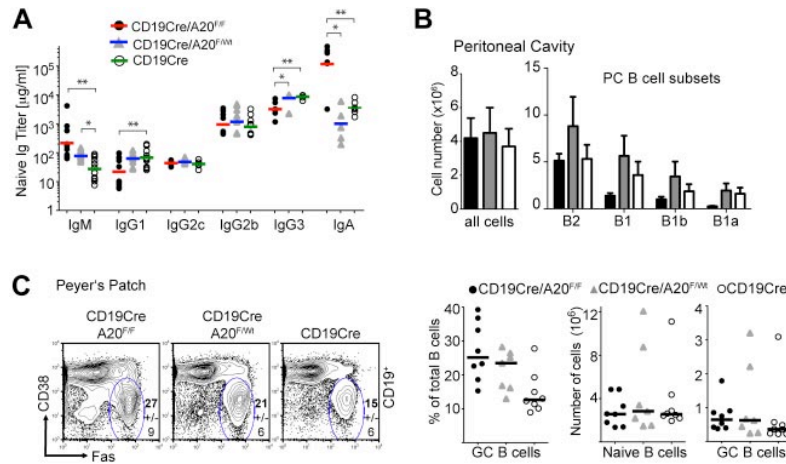 A
CD19Cre/A20F/F
CD19Cre/A20F/Wt
CD19Cre
Naive Ig Titer [µg/ml]
10⁵
10⁴
10³
10²
10
1
** * ** * ** * **
IgM IgG1 IgG2c IgG2b IgG3 IgA
B
Peritoneal Cavity
PC B cell subsets
Cell number (x10⁶)
8
6
4
2
0
all cells
15
10
5
0
B2 B1 B1b B1a
C
Peyer's Patch
CD19Cre
A20F/F
CD19Cre
A20F/Wt
CD19Cre
CD38
Fas
27
+/-
9
21
+/-
6
15
+/-
6
CD19⁺
CD19Cre/A20F/F
CD19Cre/A20F/Wt
CD19Cre
% of total B cells
40
30
20
10
GC B cells
Number of cells (10⁶)
12
8
4
0
Naive B cells
4
3
2
1
0
GC B cells